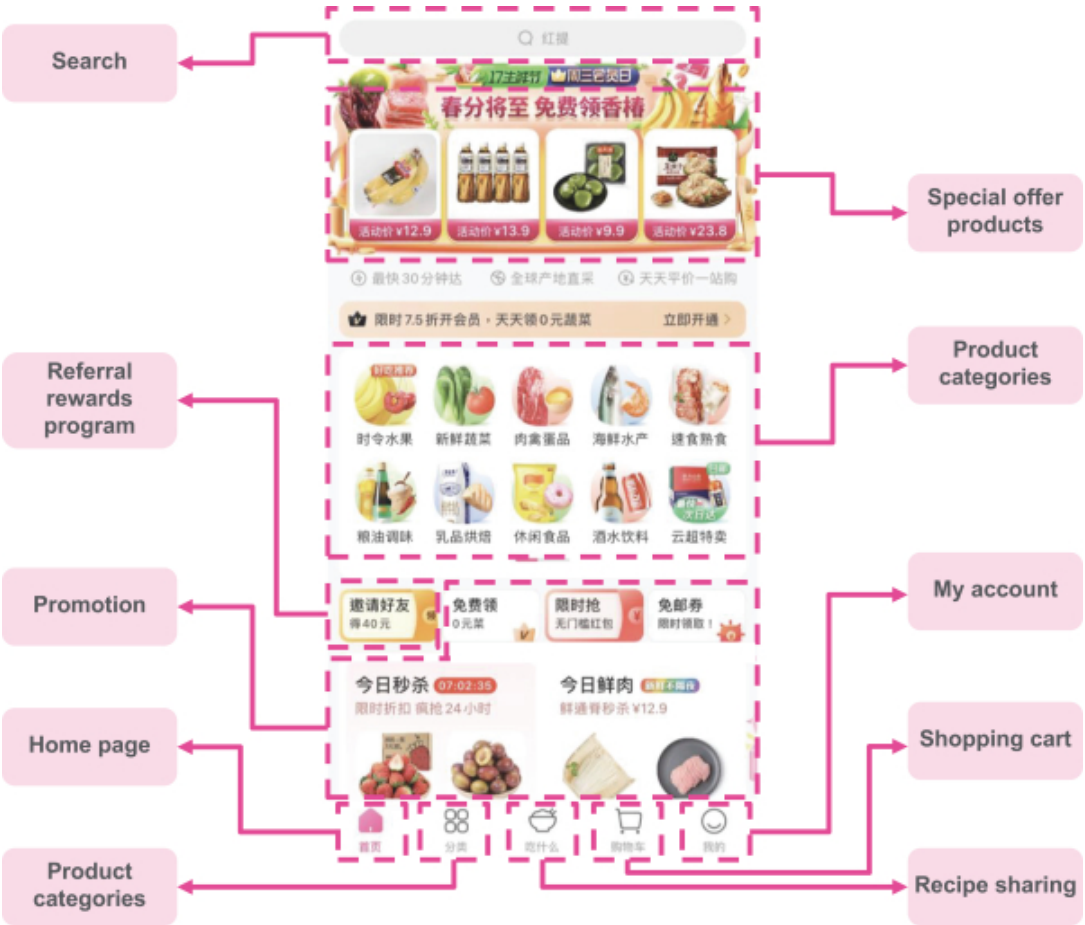 Search
红提
17生鲜节
周三会员日
春分将至 免费领香椿
活动价 ¥12.9
活动价 ¥13.9
活动价 ¥9.9
活动价 ¥23.8
Special offer
products
最快30分钟达
全球产地直采
天天平价一站购
限时7.5折开会员，天天领0元蔬菜
立即开通 >
Referral
rewards
program
Product
categories
好吃推荐
时令水果
新鲜蔬菜
肉禽蛋品
海鲜水产
速食熟食
粮油调味
乳品烘焙
休闲食品
酒水饮料
次日达
云超特卖
Promotion
My account
邀请好友
得40元
免费领
0元菜
限时抢
无门槛红包
免邮券
限时领取！
今日秒杀 07:02:35
限时折扣 疯抢24小时
今日鲜肉
鲜通脊秒杀¥12.9
Home page
Shopping cart
首页
分类
吃什么
购物车
我的
Product
categories
Recipe sharing